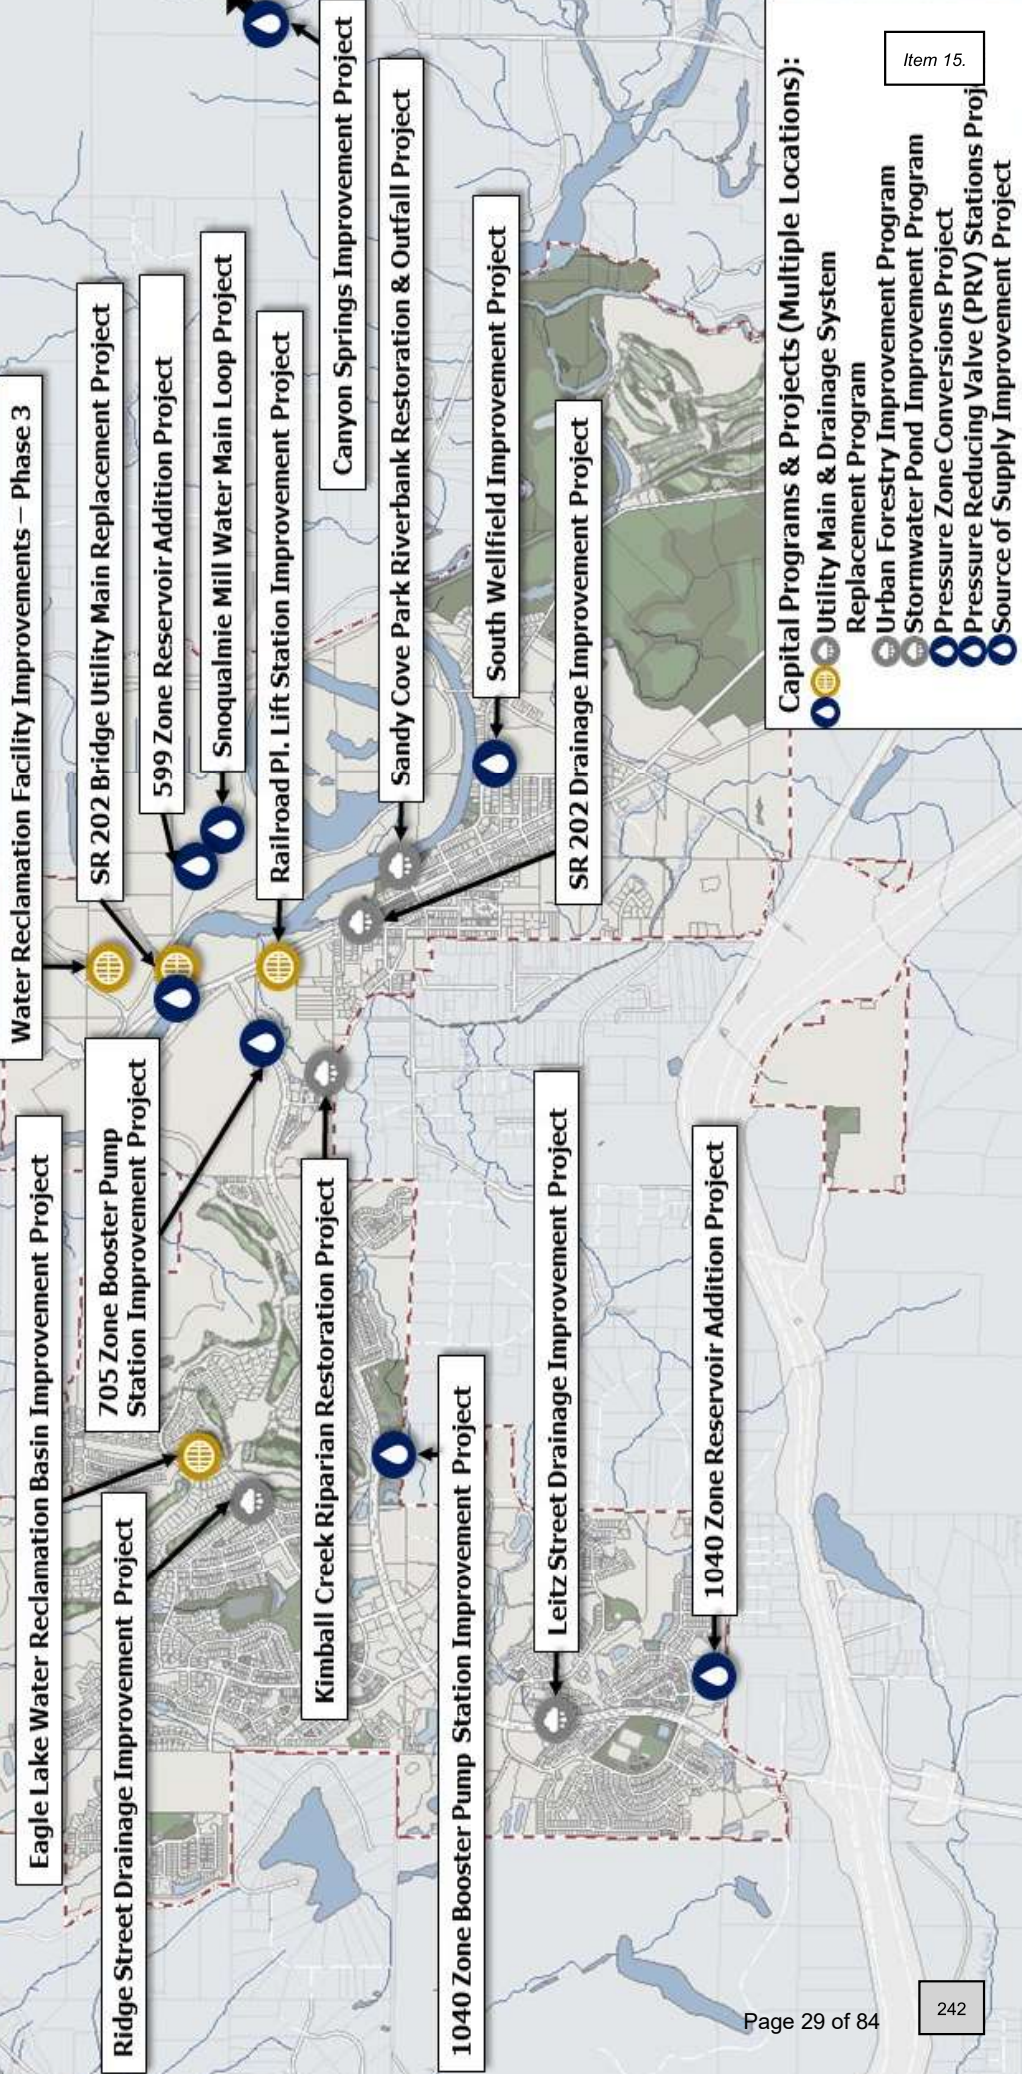 Water Reclamation Facility Improvements – Phase 3
SR 202 Bridge Utility Main Replacement Project
599 Zone Reservoir Addition Project
Snoqualmie Mill Water Main Loop Project
Railroad Pl. Lift Station Improvement Project
Canyon Springs Improvement Project
Sandy Cove Park Riverbank Restoration & Outfall Project
South Wellfield Improvement Project
SR 202 Drainage Improvement Project
Eagle Lake Water Reclamation Basin Improvement Project
705 Zone Booster Pump
Station Improvement Project
Ridge Street Drainage Improvement Project
Kimball Creek Riparian Restoration Project
1040 Zone Booster Pump Station Improvement Project
Leitz Street Drainage Improvement Project
1040 Zone Reservoir Addition Project
Capital Programs & Projects (Multiple Locations):
Utility Main & Drainage System
Replacement Program
Urban Forestry Improvement Program
Stormwater Pond Improvement Program
Pressure Zone Conversions Project
Pressure Reducing Valve (PRV) Stations Proj
Source of Supply Improvement Project
Item 15.
Page 29 of 84
242